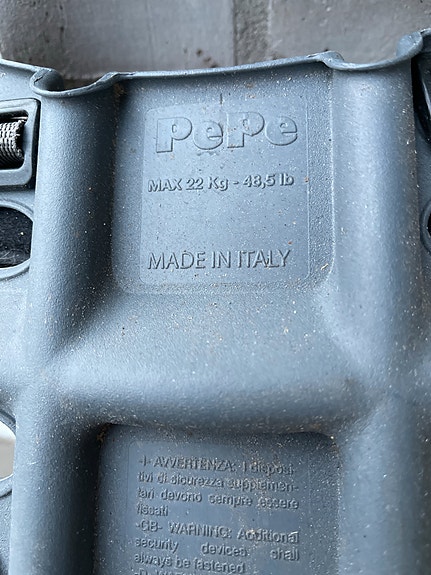 PePe
MAX 22 Kg - 48,5 lb
MADE IN ITALY
-I- AVVERTENZA: I disposi-
tivi di sicurezza supplemen-
tari devono sempre essere
fissati
-GB- WARNING: Additional
security devices shall
always be fastened